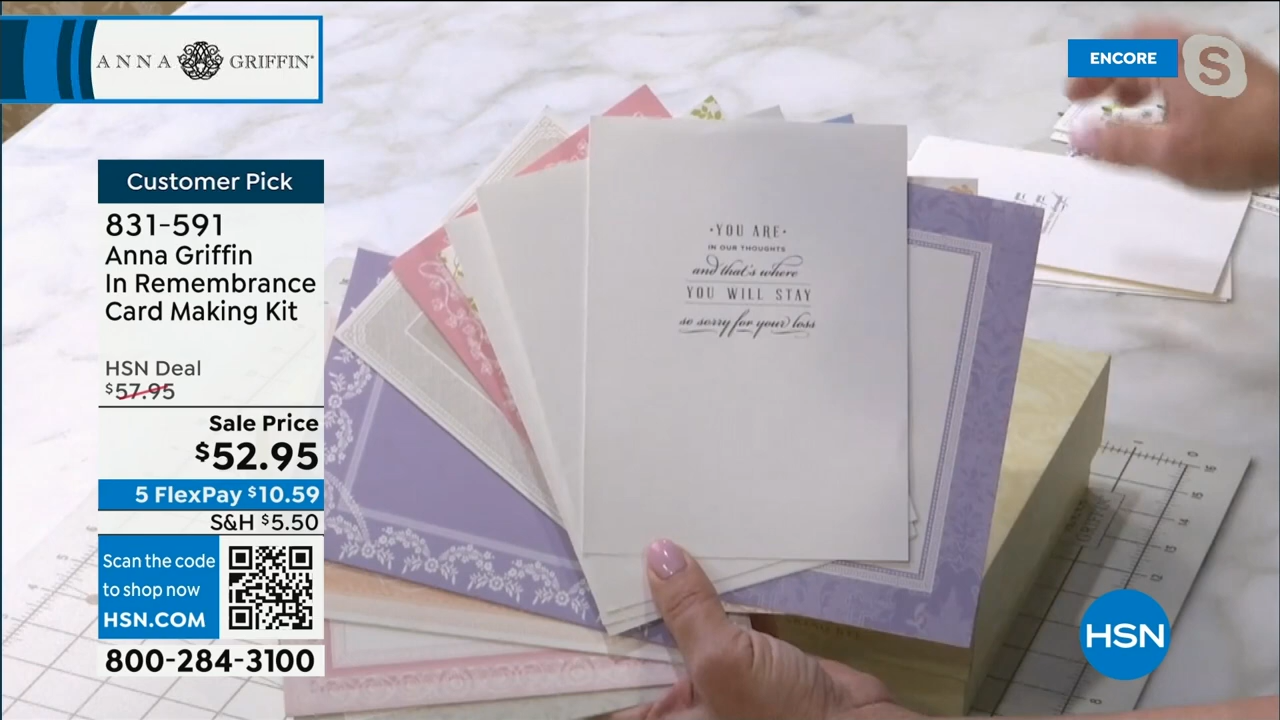 ANNA GRIFFIN
ENCORE
S
Customer Pick
831-591
Anna Griffin
In Remembrance
Card Making Kit
HSN Deal
$57.95
Sale Price
$52.95
5 FlexPay $10.59
S&H $5.50
Scan the code
to shop now
HSN.COM
800-284-3100
•YOU ARE•
IN OUR THOUGHTS
and that's where
YOU WILL STAY
so sorry for your loss
HSN